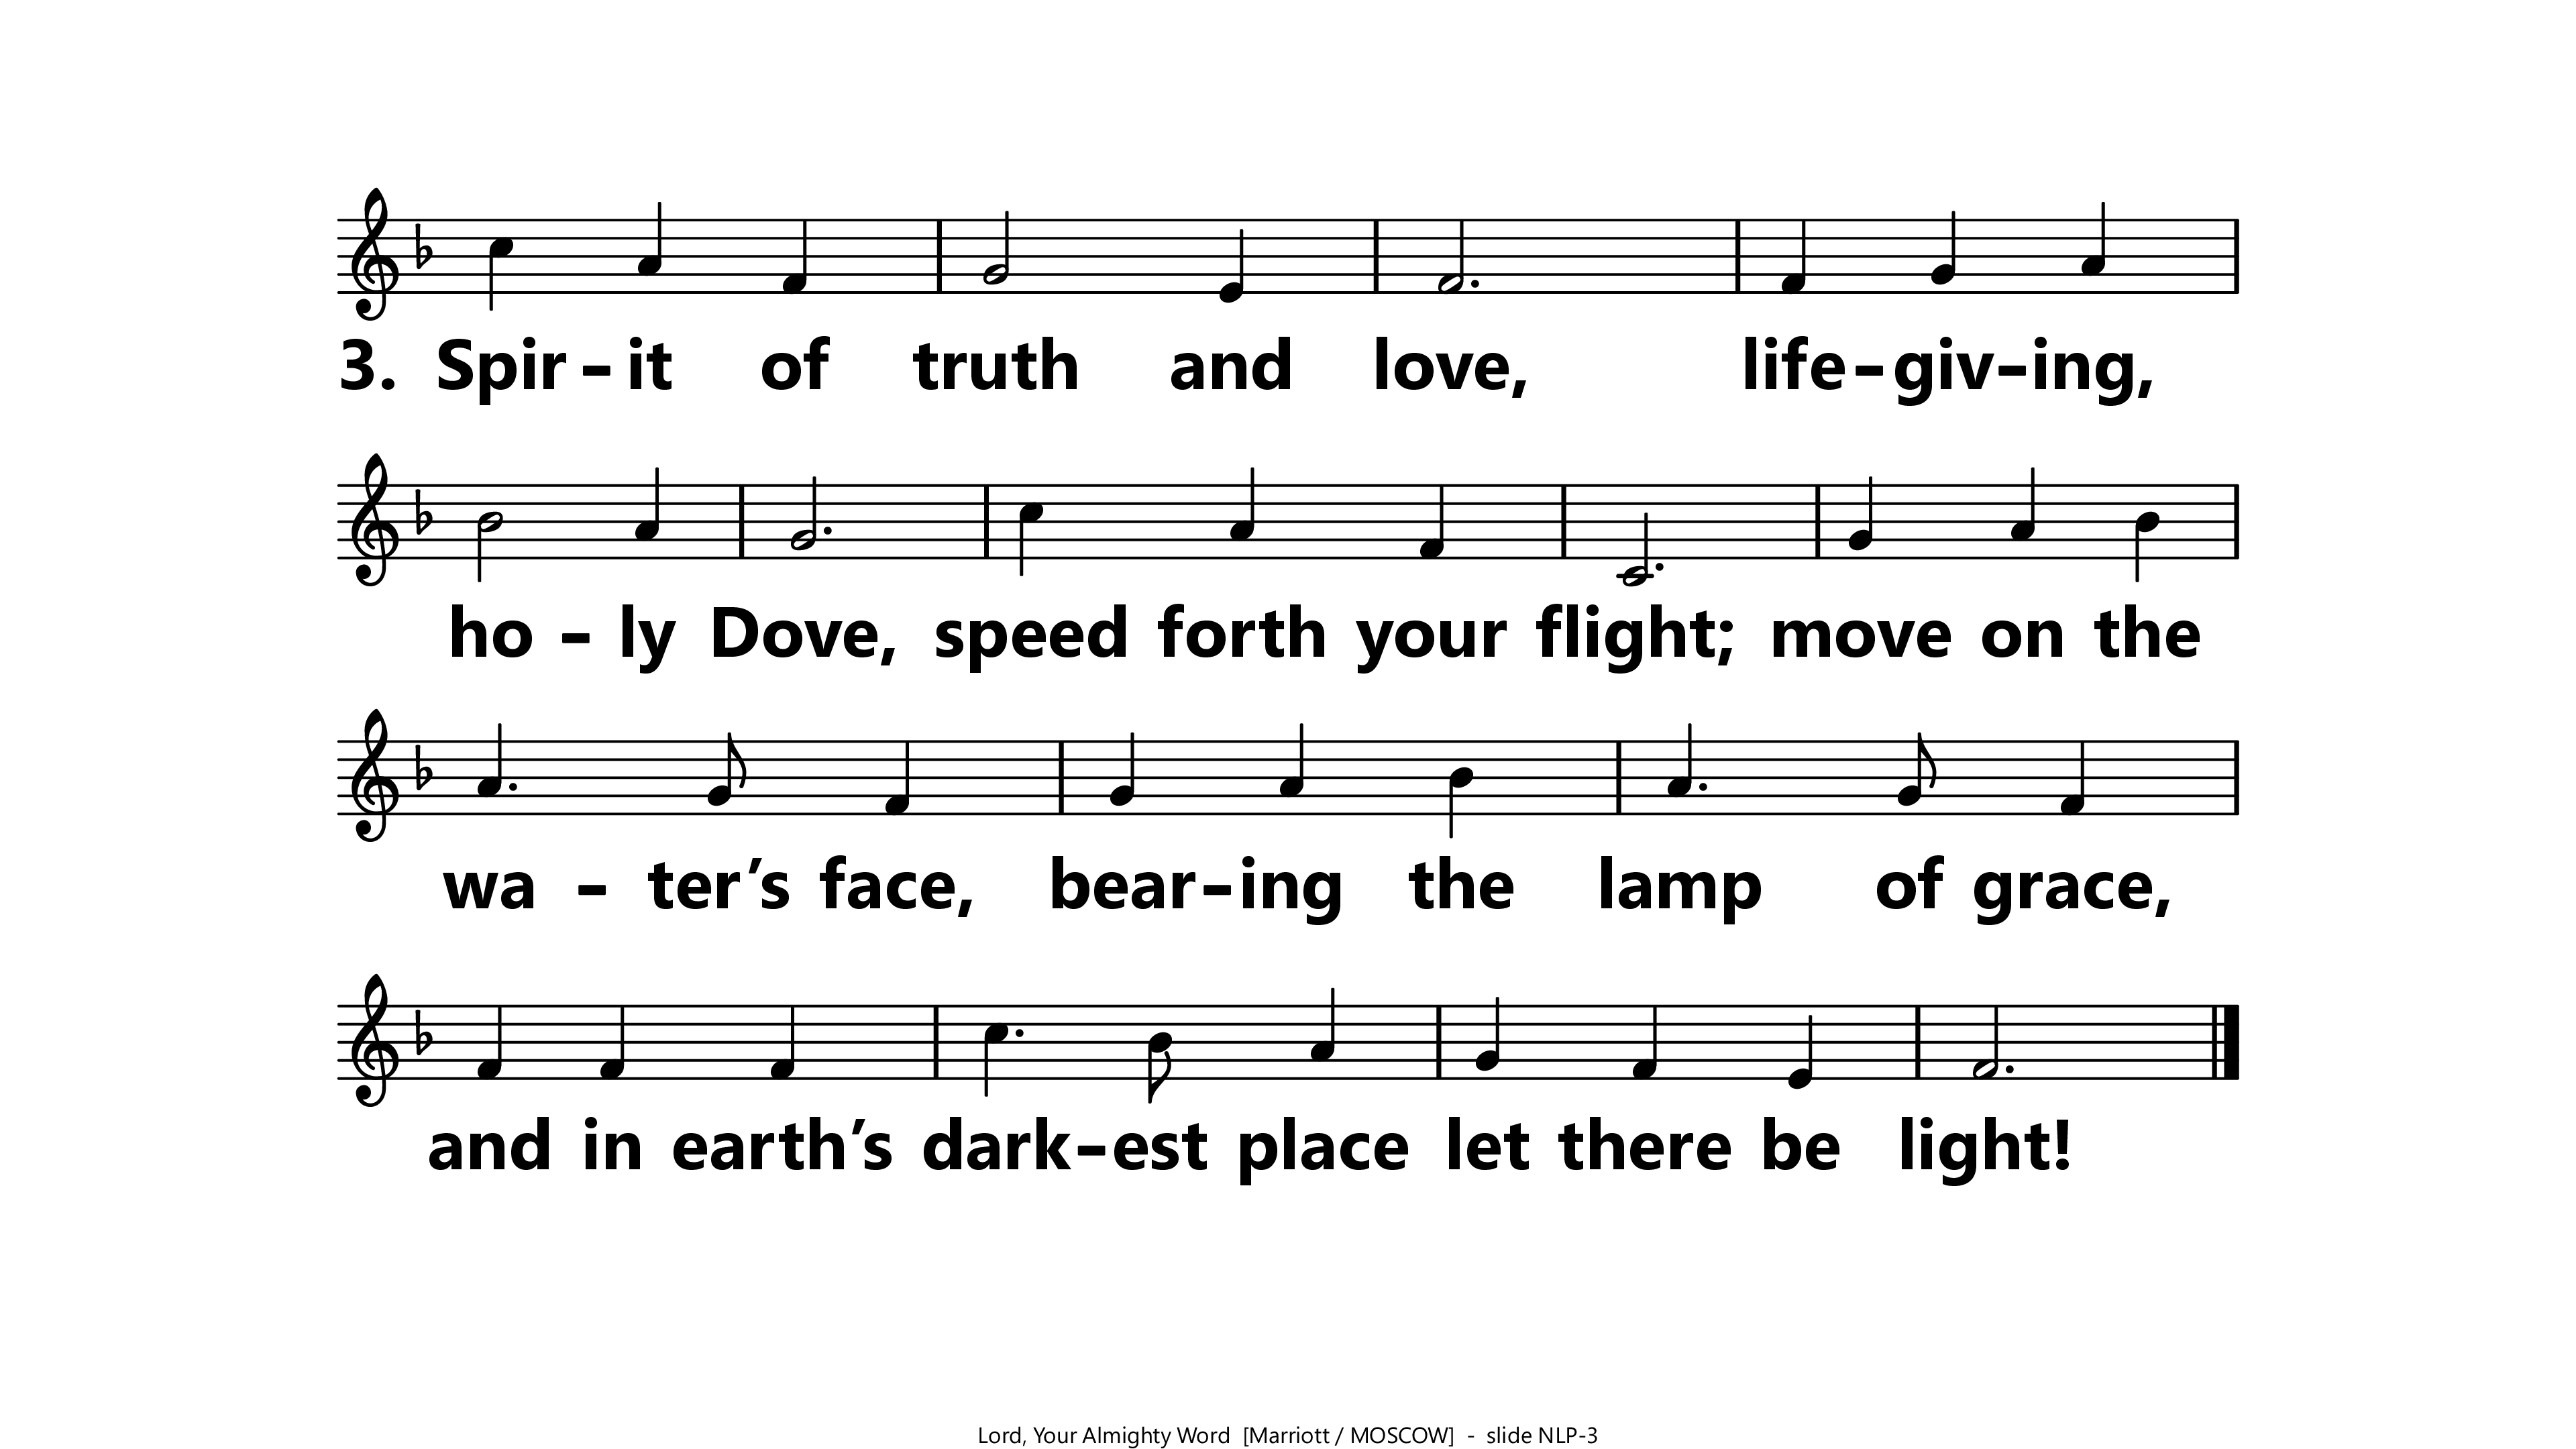 3. Spir-it of truth and love, life-giv-ing,
ho - ly Dove, speed forth your flight; move on the
wa - ter’s face, bear-ing the lamp of grace,
and in earth’s dark-est place let there be light!
Lord, Your Almighty Word [Marriott / MOSCOW] - slide NLP-3